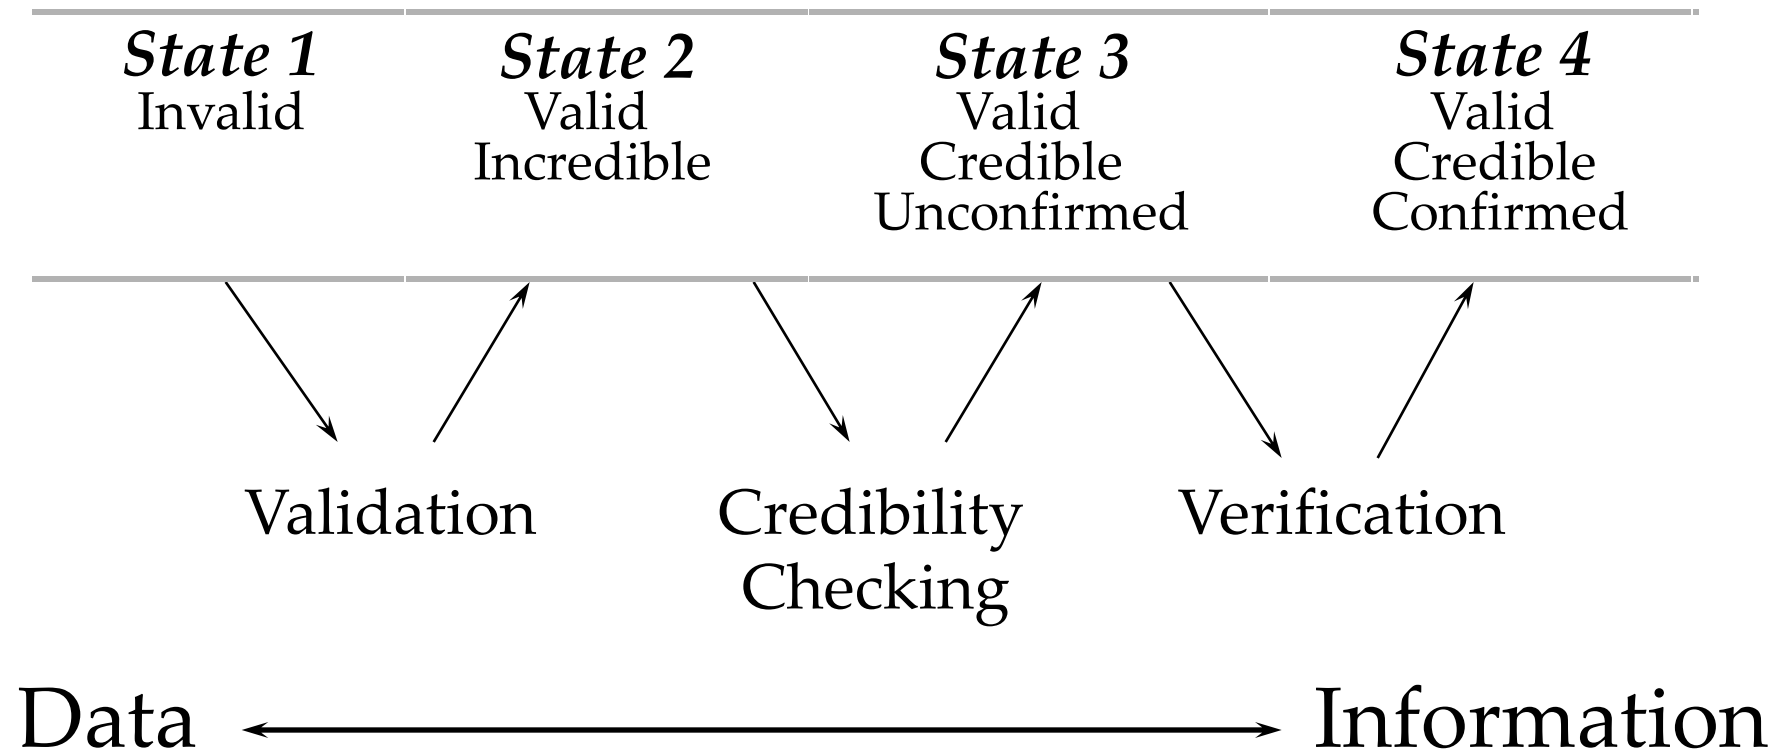 State 1
Invalid
State 2
Valid
Incredible
State 3
Valid
Credible
Unconfirmed
State 4
Valid
Credible
Confirmed
Validation
Credibility
Checking
Verification
Data
Information